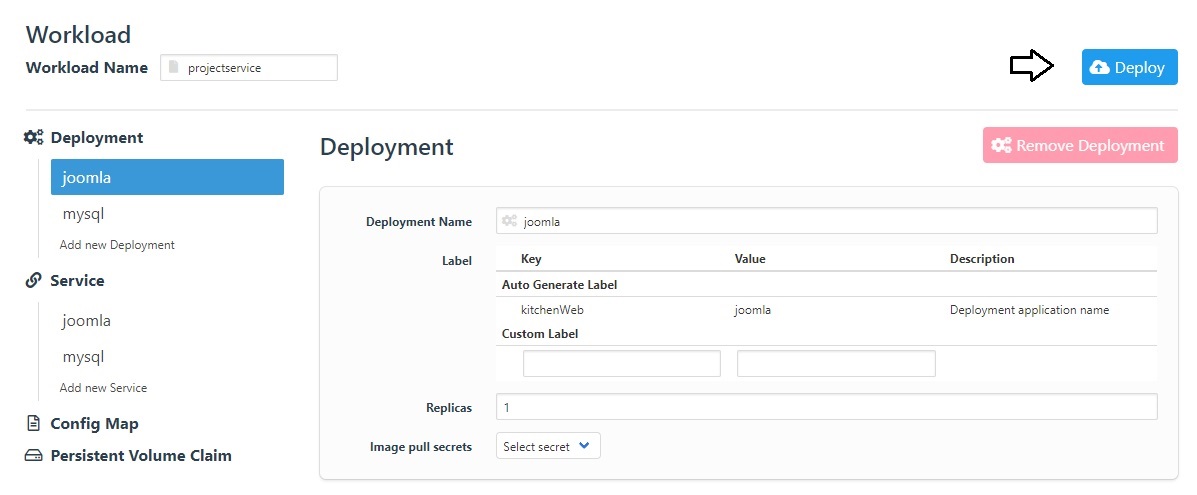 Workload
Workload Name projectservice
Deploy
Deployment
joomla
mysql
Add new Deployment
Service
joomla
mysql
Add new Service
Config Map
Persistent Volume Claim
Deployment
Remove Deployment
Deployment Name joomla
Label Key Value Description
Auto Generate Label
kitchenWeb joomla Deployment application name
Custom Label
Replicas 1
Image pull secrets Select secret